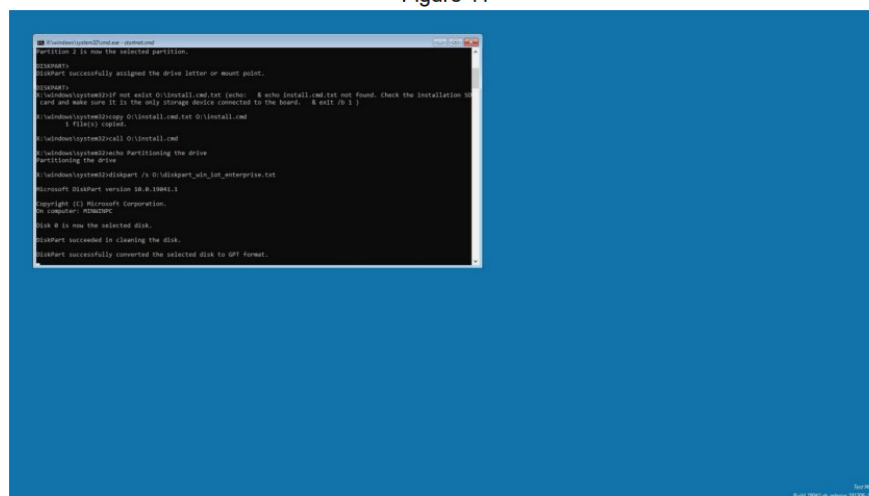 X:\windows\system32\cmd.exe - startnet.cmd
Partition 2 is now the selected partition.
DISKPART>
DiskPart successfully assigned the drive letter or mount point.
DISKPART>
X:\windows\system32>if not exist O:\install.cmd.txt (echo: & echo install.cmd.txt not found. Check the installation SD
card and make sure it is the only storage device connected to the board. & exit /b 1 )
X:\windows\system32>copy O:\install.cmd.txt O:\install.cmd
1 file(s) copied.
X:\windows\system32>call O:\install.cmd
X:\windows\system32>echo Partitioning the drive
Partitioning the drive
X:\windows\system32>diskpart /s O:\diskpart_win_iot_enterprise.txt
Microsoft DiskPart version 10.0.19041.1
Copyright (C) Microsoft Corporation.
On computer: MININPC
Disk 0 is now the selected disk.
DiskPart succeeded in cleaning the disk.
DiskPart successfully converted the selected disk to GPT format.
Test M